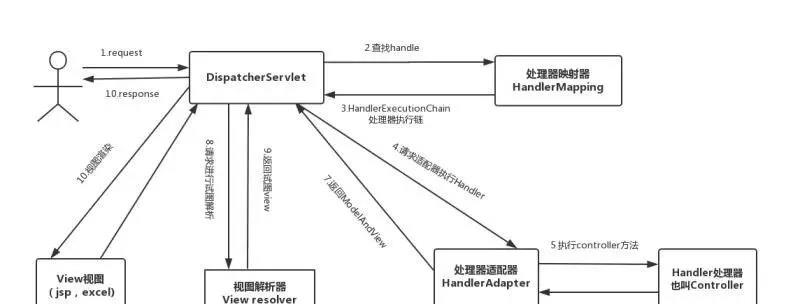 1.request
10.response
DispatcherServlet
2.查找handle
处理器映射器
HandlerMapping
3.HandlerExecutionChain
处理器执行链
4.请求适配器执行Handler
7.返回ModelAndView
8.请求进行试图解析
9.返回试图view
10.视图渲染
5.执行controller方法
View视图
(jsp，excel)
视图解析器
View resolver
处理器适配器
HandlerAdapter
Handler处理器
也叫Controller